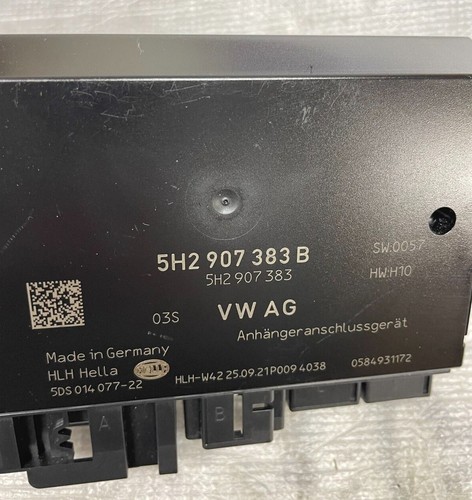 5H2 907 383 B
5H2 907 383
SW:0057
HW:H10
03S
VW AG
Anhängeranschlussgerät
Made in Germany
HLH Hella
5DS 014 077-22
HLH-W42 25.09.21P009 4038
0584931172
A
B